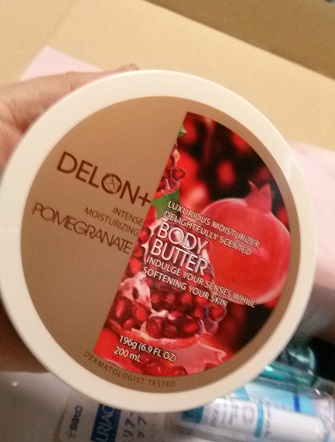 DELON+
INTENSE
MOISTURIZING
POMEGRANATE
LUXURIOUS MOISTURIZER
DELIGHTFULLY SCENTED
BODY
BUTTER
INDULGE YOUR SENSES WHILE
SOFTENING YOUR SKIN
196g (6.9 FL OZ)
200 mL
DERMATOLOGIST TESTED